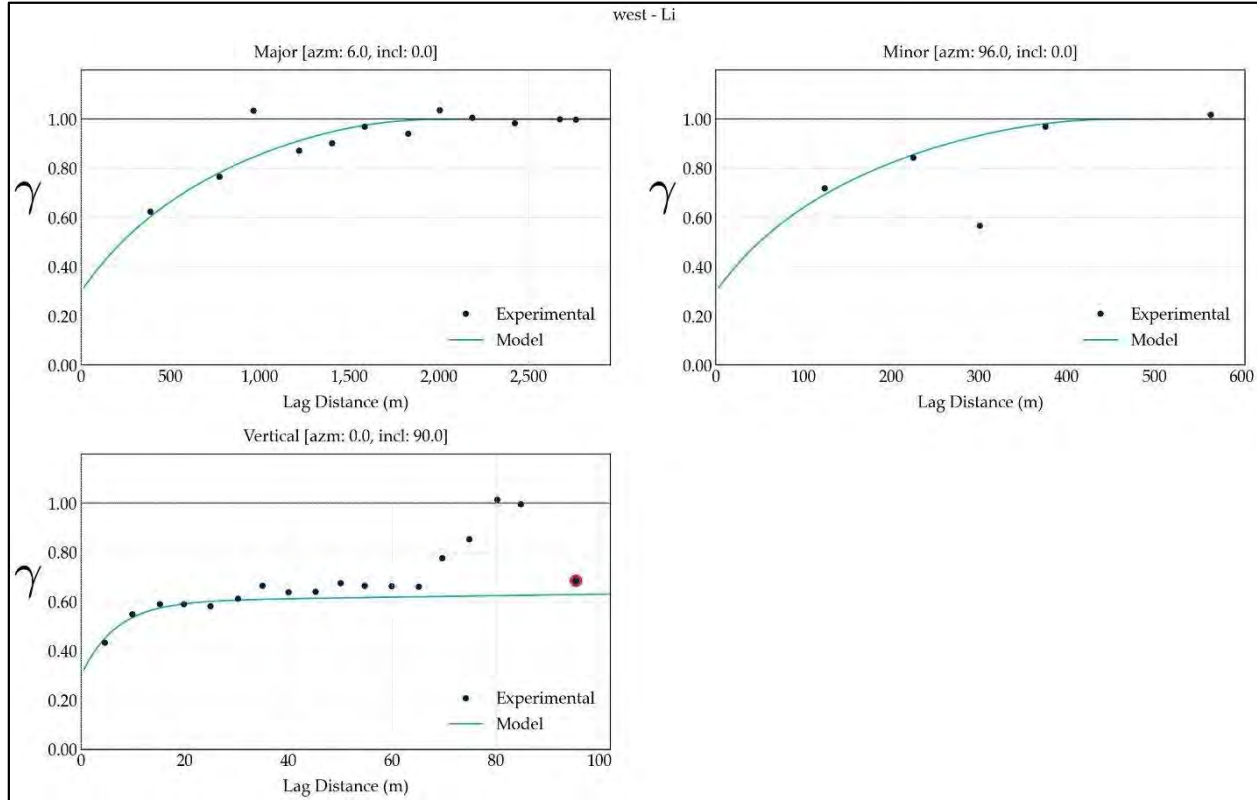 west - Li
Major [azm: 6.0, incl: 0.0]
γ
1.00
0.80
0.60
0.40
0.20
0.00
Experimental
Model
0 500 1,000 1,500 2,000 2,500
Lag Distance (m)
Minor [azm: 96.0, incl: 0.0]
γ
1.00
0.80
0.60
0.40
0.20
0.00
Experimental
Model
0 100 200 300 400 500 600
Lag Distance (m)
Vertical [azm: 0.0, incl: 90.0]
γ
1.00
0.80
0.60
0.40
0.20
0.00
Experimental
Model
0 20 40 60 80 100
Lag Distance (m)